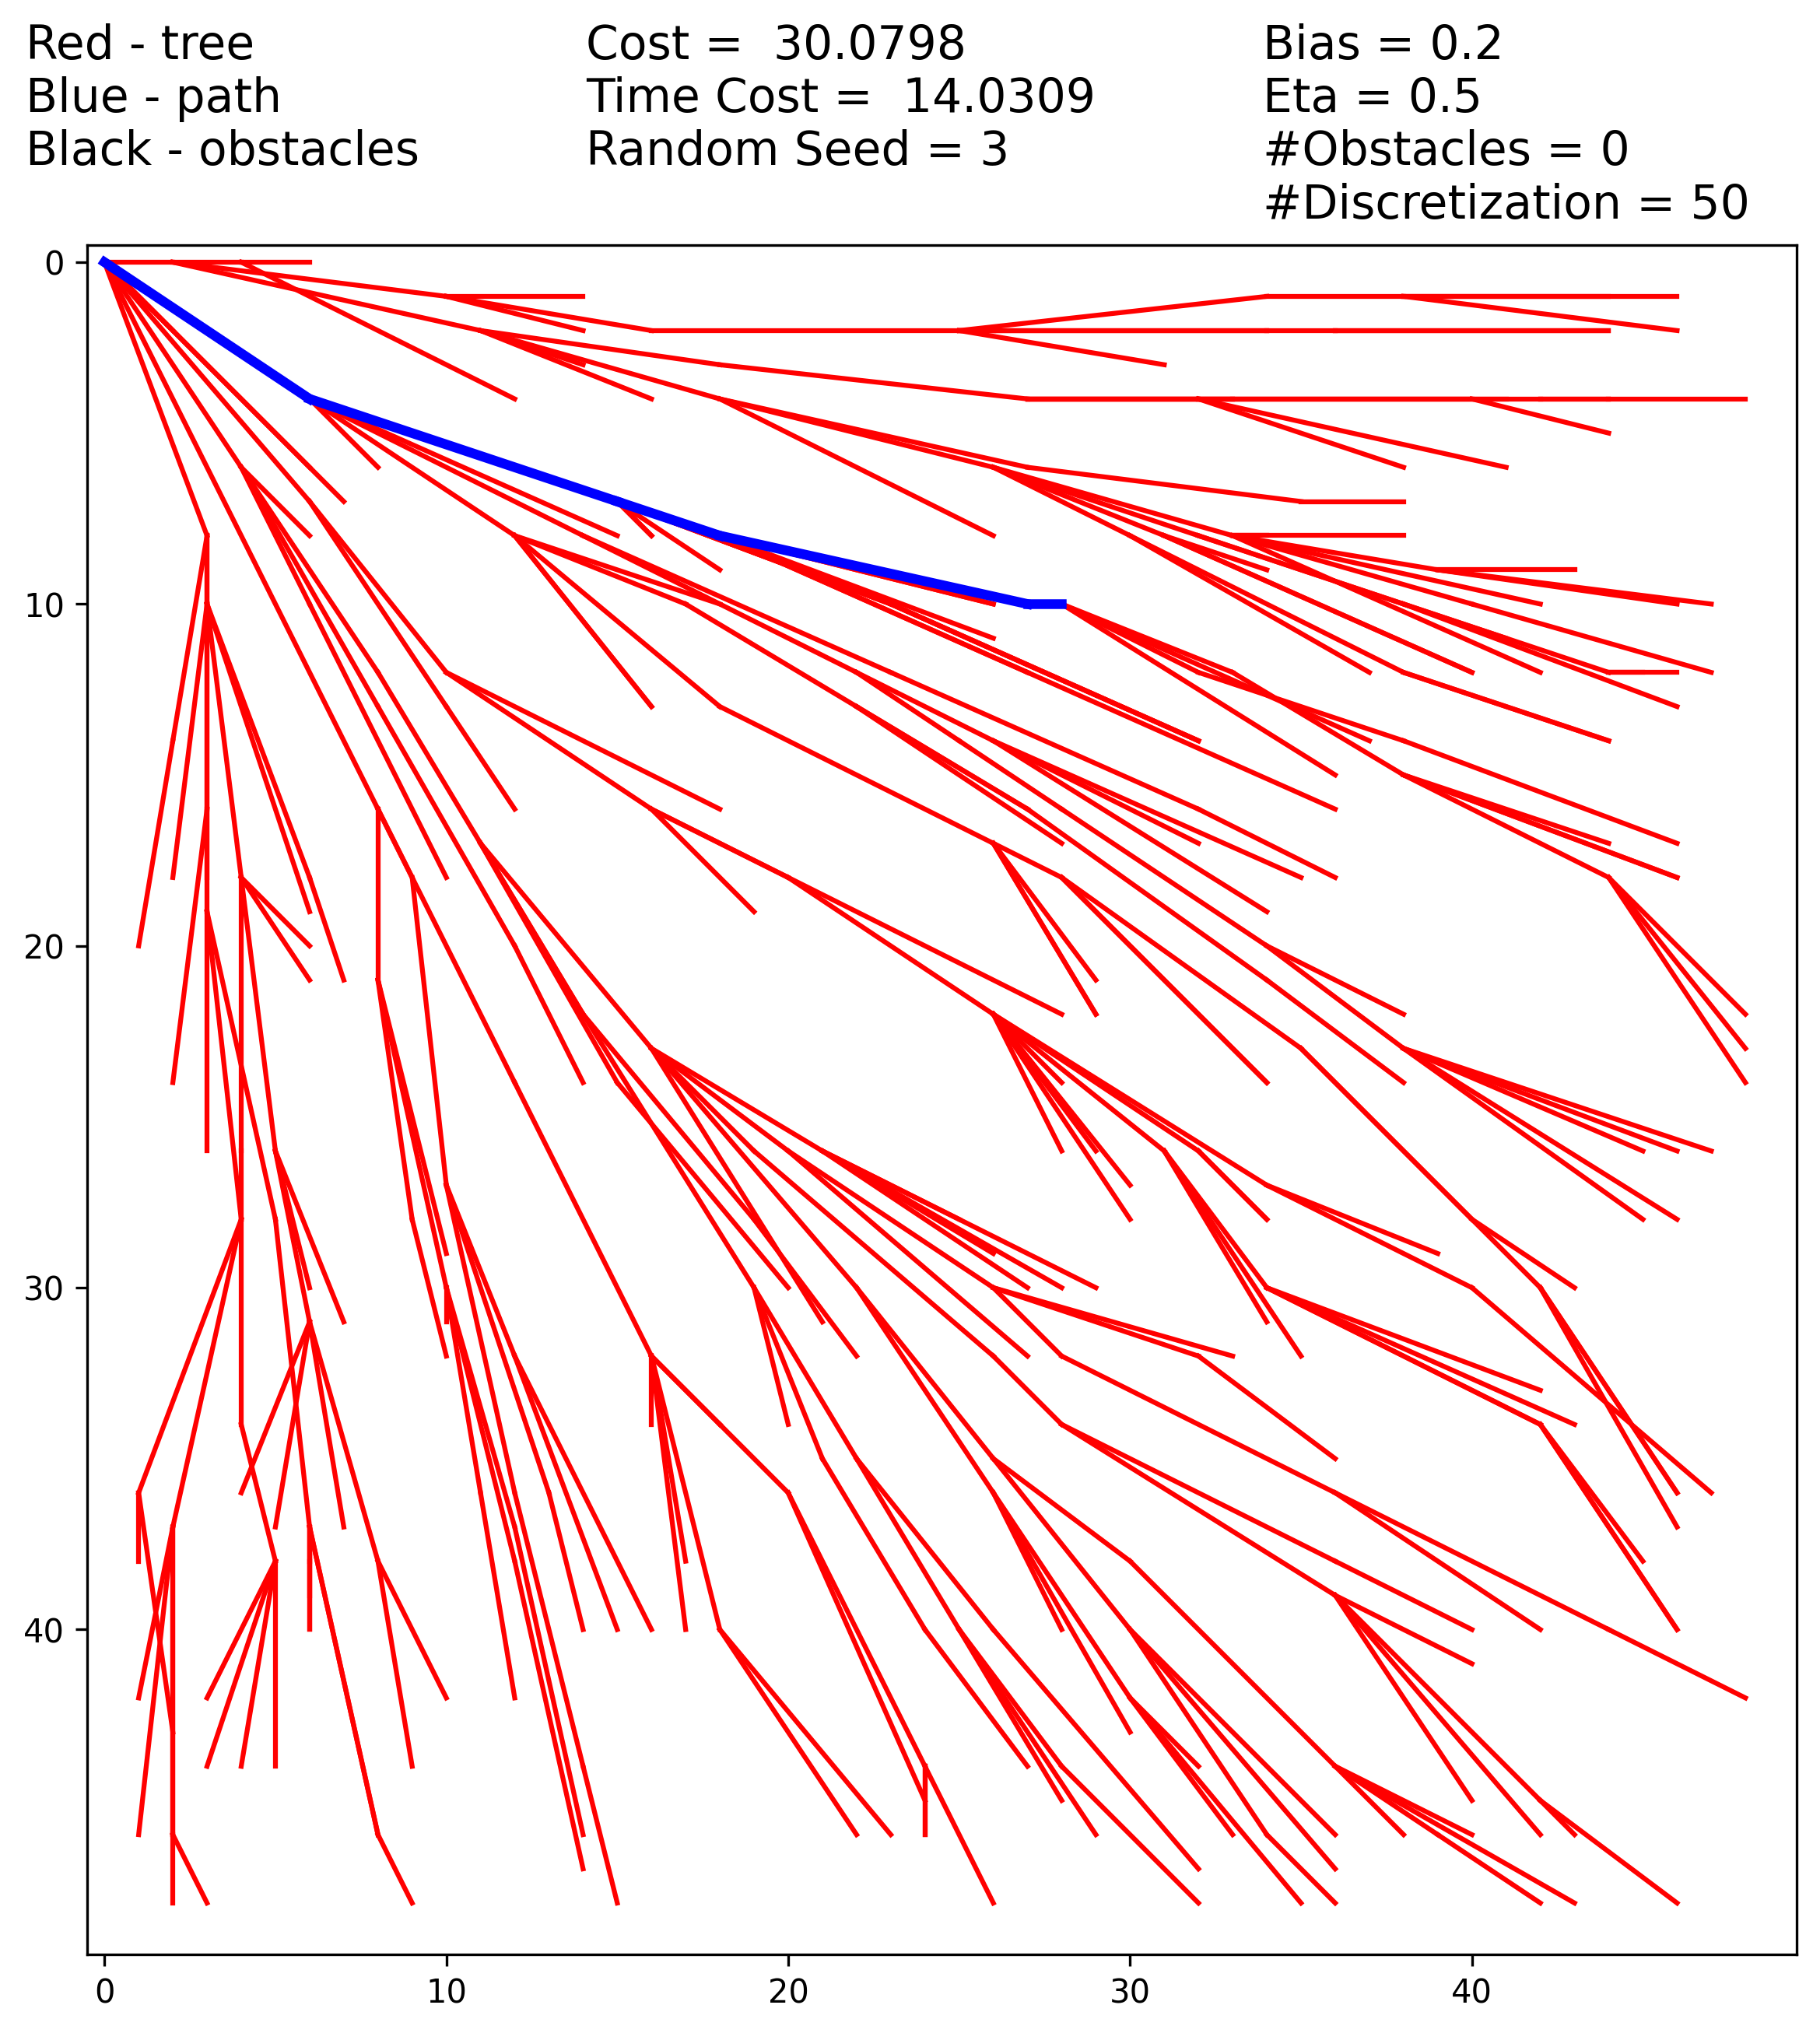 Red - tree
Blue - path
Black - obstacles
Cost =  30.0798
Time Cost =  14.0309
Random Seed = 3
Bias = 0.2
Eta = 0.5
#Obstacles = 0
#Discretization = 50
0
10
20
30
40
0 10 20 30 40